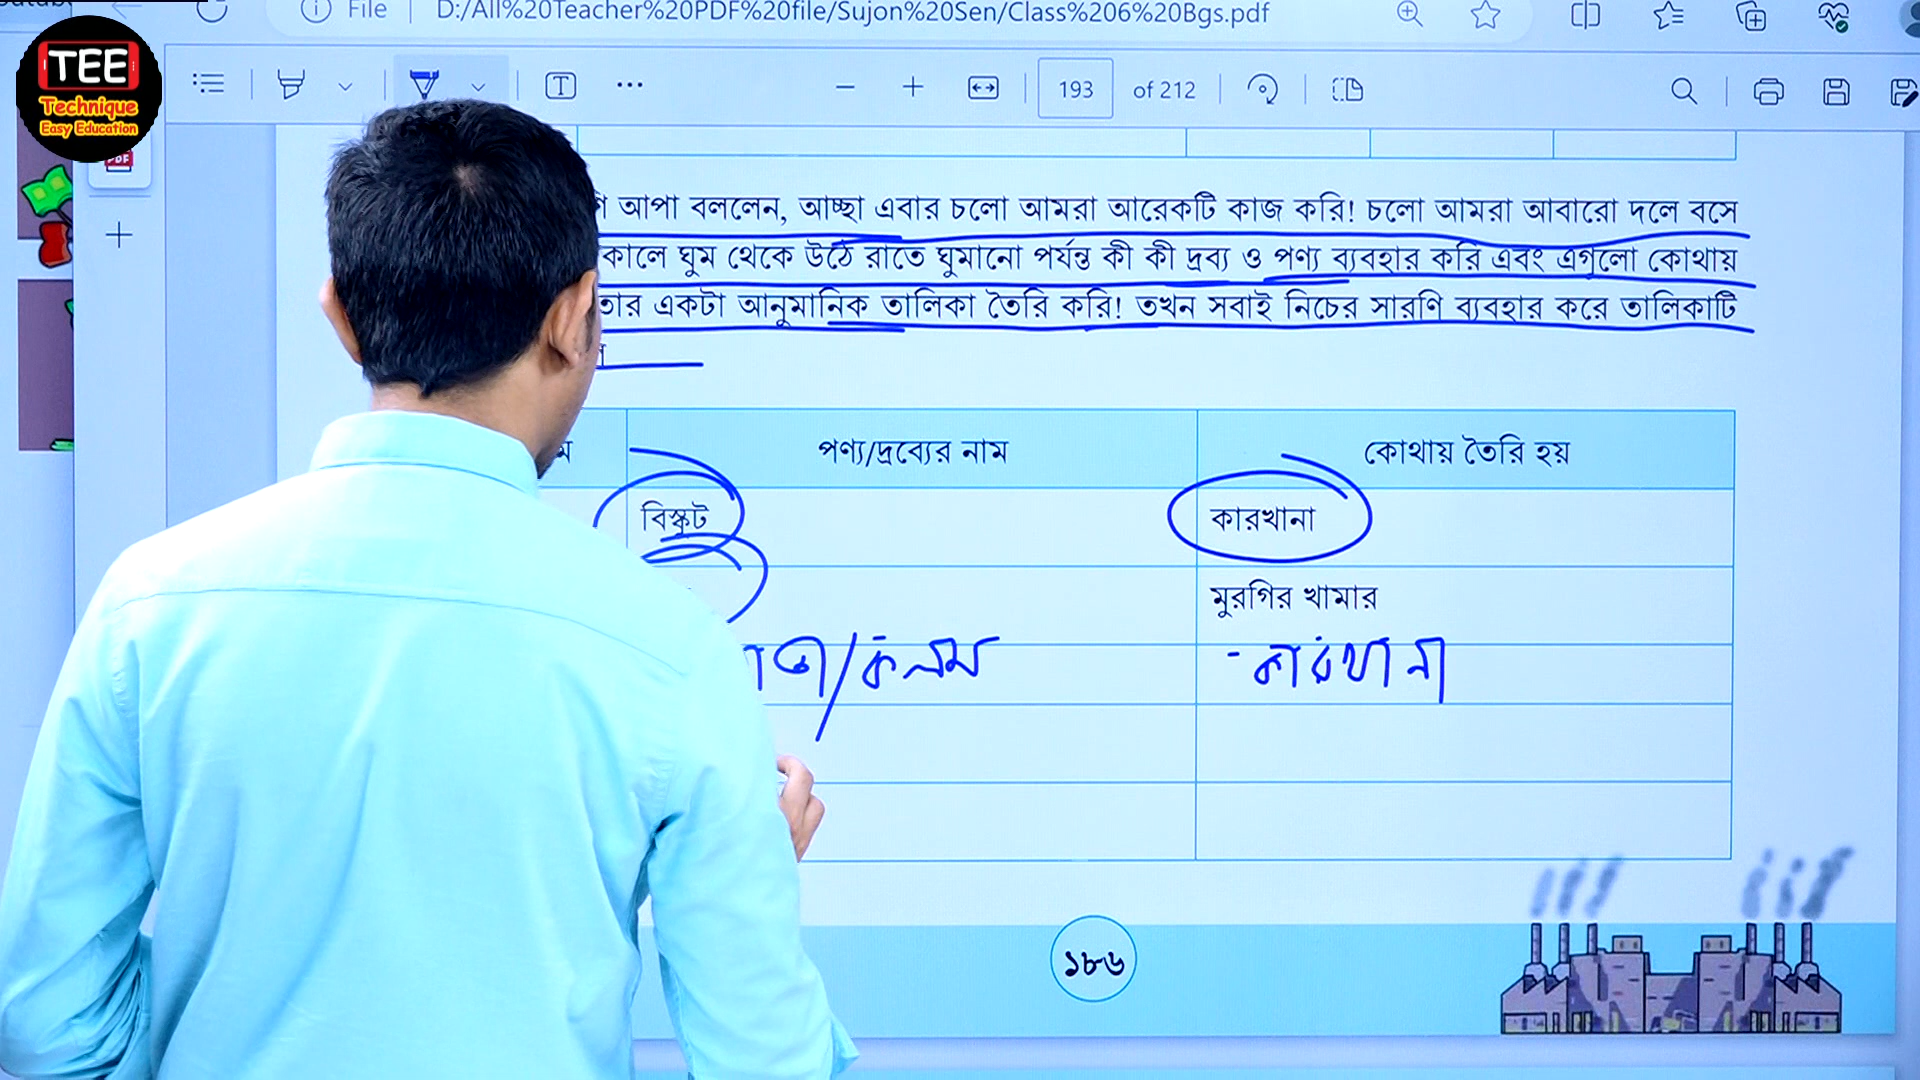 File D:/All%20Teacher%20PDF%20file/Sujon%20Sen/Class%206%20Bgs.pdf
TEE
Technique
Easy Education
PDF
193 of 212
আপা বললেন, আচ্ছা এবার চলো আমরা আরেকটি কাজ করি! চলো আমরা আবারো দলে বসে
কালে ঘুম থেকে উঠে রাতে ঘুমানো পর্যন্ত কী কী দ্রব্য ও পণ্য ব্যবহার করি এবং এগুলো কোথায়
তার একটা আনুমানিক তালিকা তৈরি করি! তখন সবাই নিচের সারণি ব্যবহার করে তালিকাটি
পণ্য/দ্রব্যের নাম কোথায় তৈরি হয়
বিস্কুট কারখানা
মুরগির খামার
/কলম - কারখানা
১৮৬